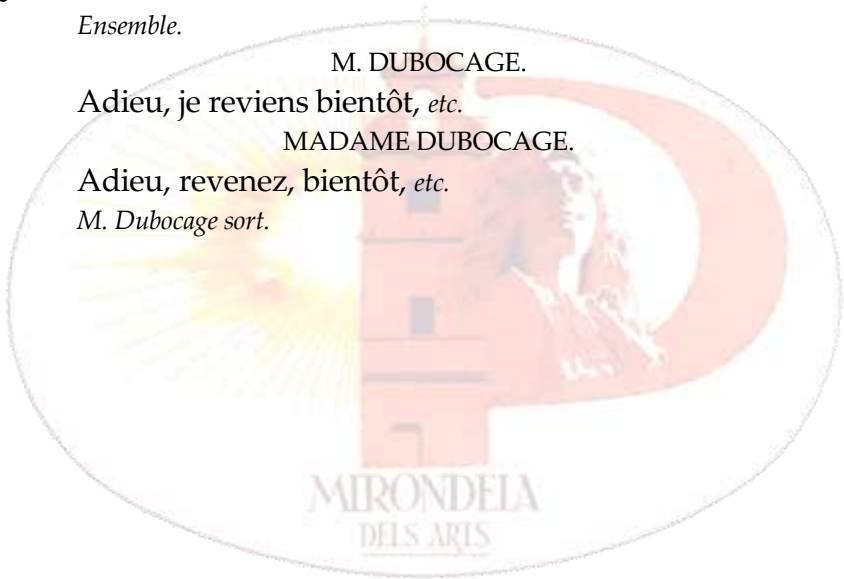 Ensemble.
M. DUBOCAGE.
Adieu, je reviens bientôt, etc.
MADAME DUBOCAGE.
Adieu, revenez, bientôt, etc.
M. Dubocage sort.
MIRONDELA
DELS ARTS